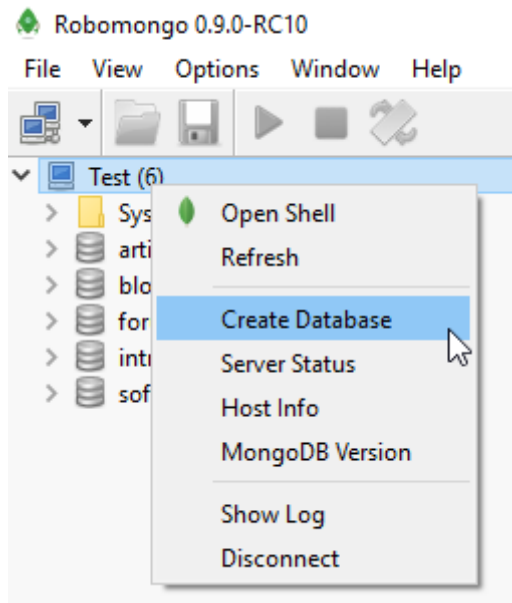 Robomongo 0.9.0-RC10
File View Options Window Help
Test (6)
Sys
Open Shell
arti
Refresh
blo
for
Create Database
intr
Server Status
sof
Host Info
MongoDB Version
Show Log
Disconnect